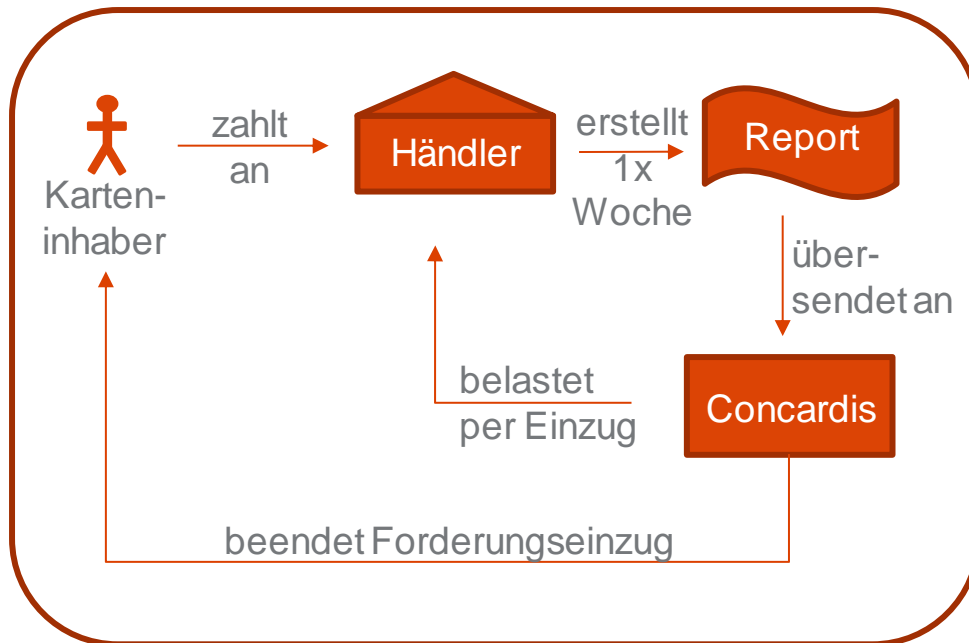 zahlt
an
Karten-
inhaber
Händler
erstellt
1x
Woche
Report
über-
sendet an
belastet
per Einzug
Concardis
beendet Forderungseinzug